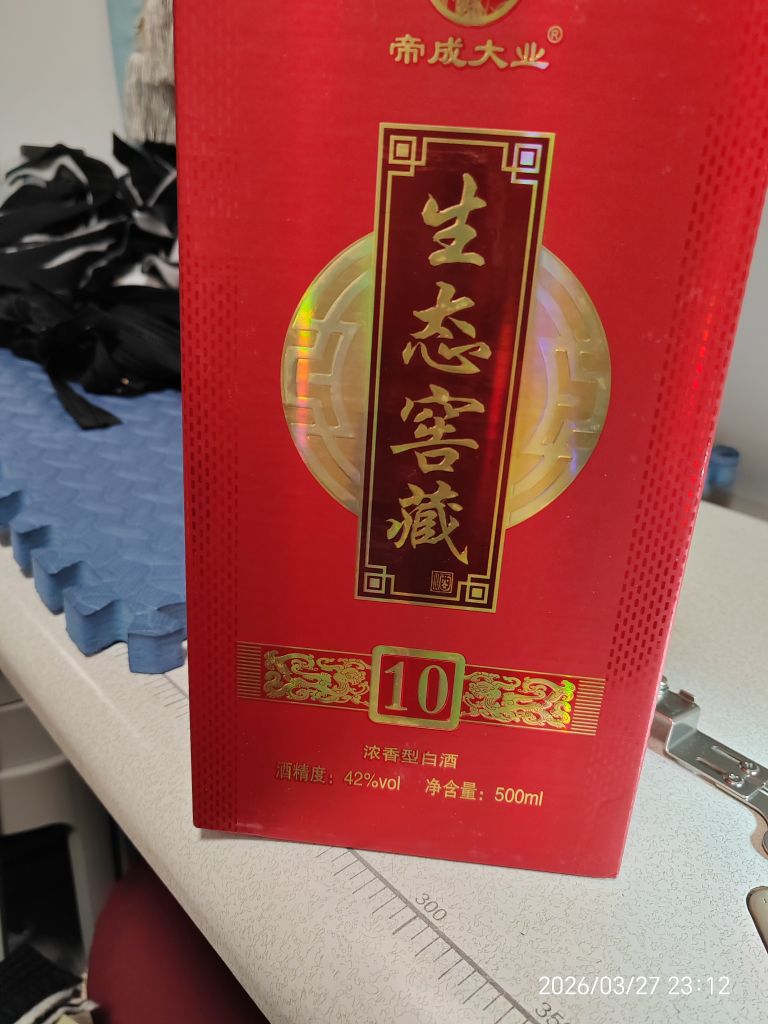 帝成大业®
生态窖藏
10
浓香型白酒
酒精度：42%vol 净含量：500ml
300
35
2026/03/27 23:12